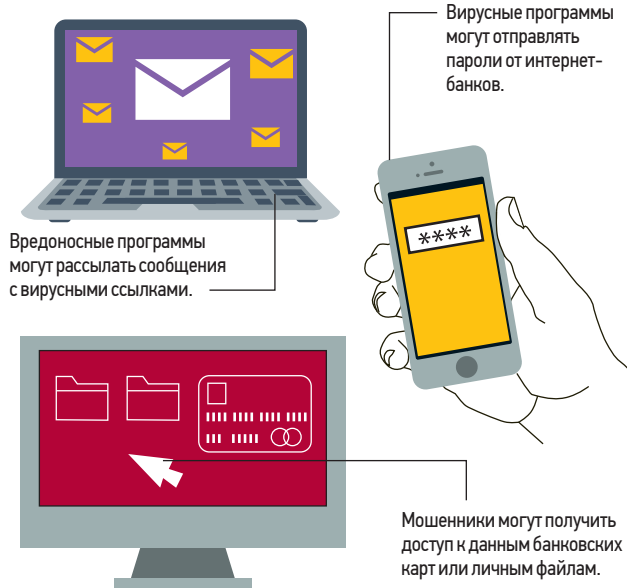 Вирусные программы
могут отправлять
пароли от интернет-
банков.
****
Вредоносные программы
могут рассылать сообщения
с вирусными ссылками.
Мошенники могут получить
доступ к данным банковских
карт или личным файлам.